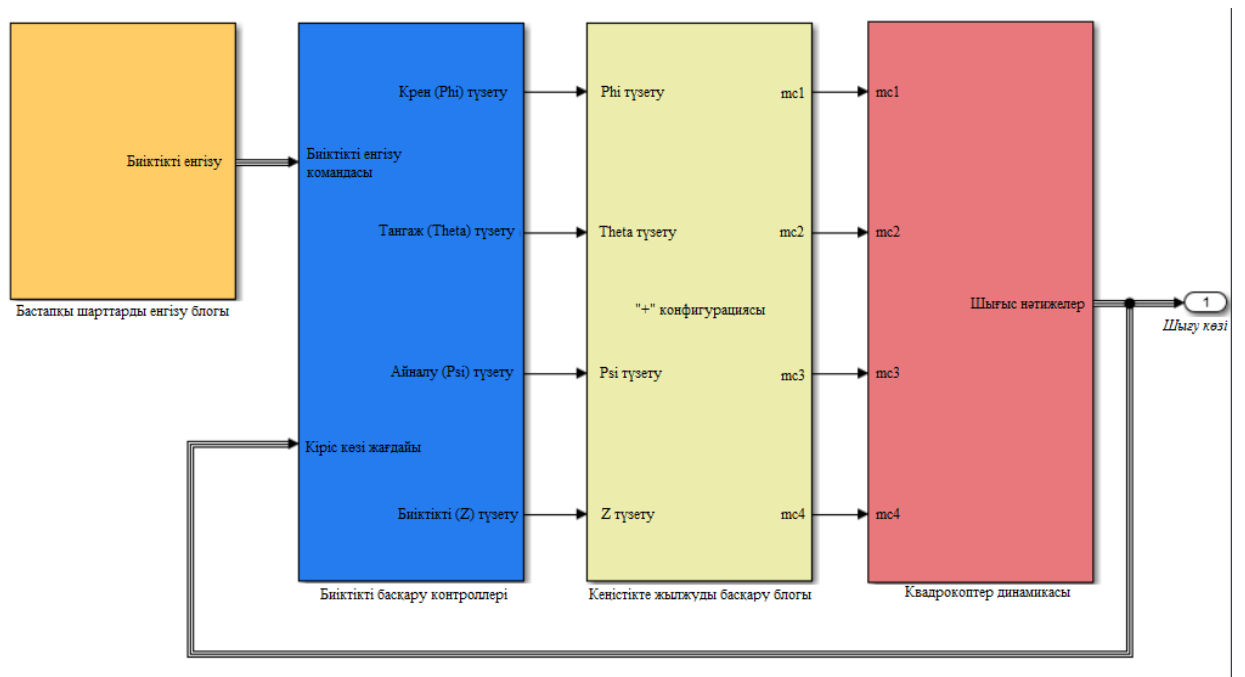 Биіктікті енгізу
Бастапқы шарттарды енгізу блогы
Крен (Phi) түзету
Биіктікті енгізу
командасы
Тангаж (Theta) түзету
Айналу (Psi) түзету
Кіріс көзі жағдайы
Биіктікті (Z) түзету
Биіктікті басқару контроллері
Phi түзету
mc1
Theta түзету
mc2
"+" конфигурациясы
Psi түзету
mc3
Z түзету
mc4
Кеңістікте жылжуды басқару блогы
mc1
mc2
Шығыс нәтижелер
mc3
mc4
Квадрокоптер динамикасы
1
Шығу көзі